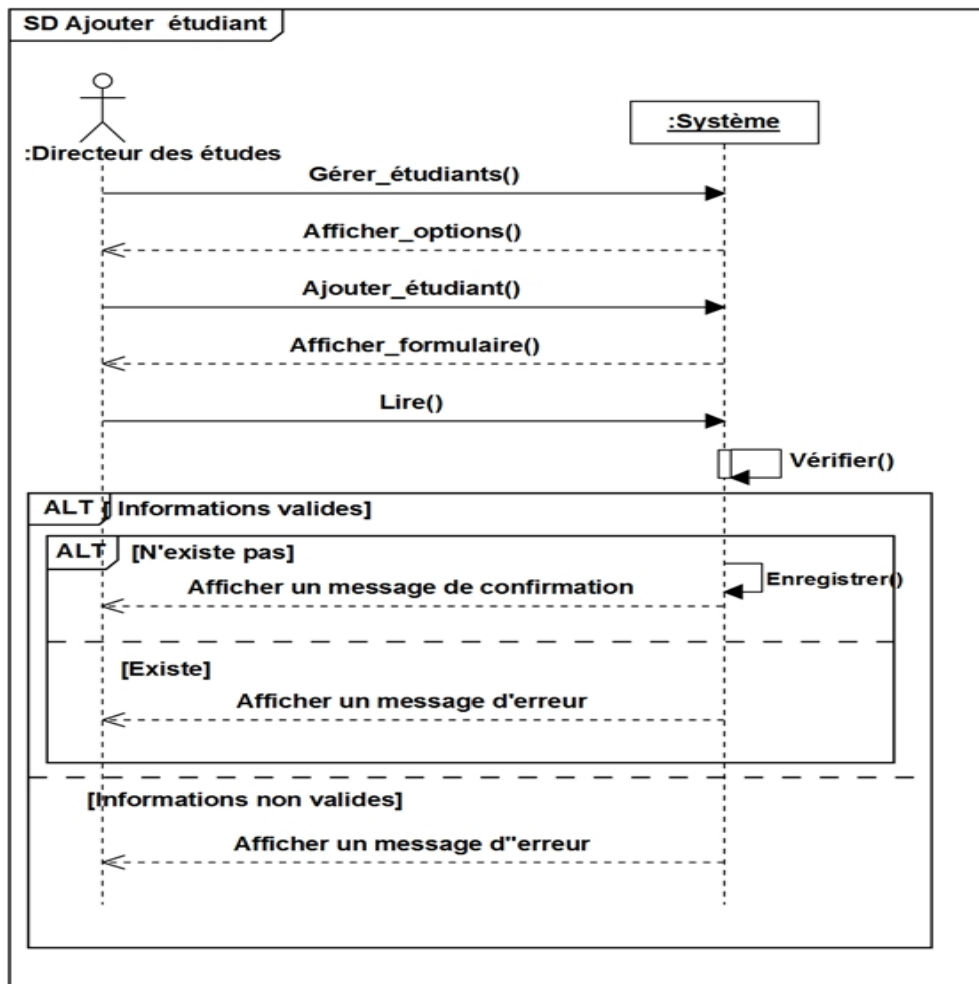 SD Ajouter étudiant
:Système
:Directeur des études
Gérer_étudiants()
Afficher_options()
Ajouter_étudiant()
Afficher_formulaire()
Lire()
Vérifier()
ALT [ Informations valides]
ALT [N'existe pas]
Enregistrer()
Afficher un message de confirmation
[Existe]
Afficher un message d'erreur
[Informations non valides]
Afficher un message d''erreur